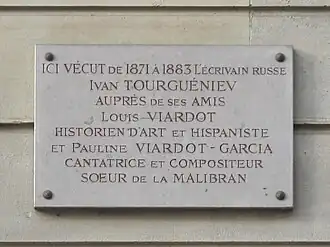 ICI VÉCUT DE 1871 À 1883 L'ÉCRIVAIN RUSSE
IVAN TOURGUÉNIEV
AUPRÈS DE SES AMIS
LOUIS VIARDOT
HISTORIEN D'ART ET HISPANISTE
ET PAULINE VIARDOT-GARCIA
CANTATRICE ET COMPOSITEUR
SOEUR DE LA MALIBRAN